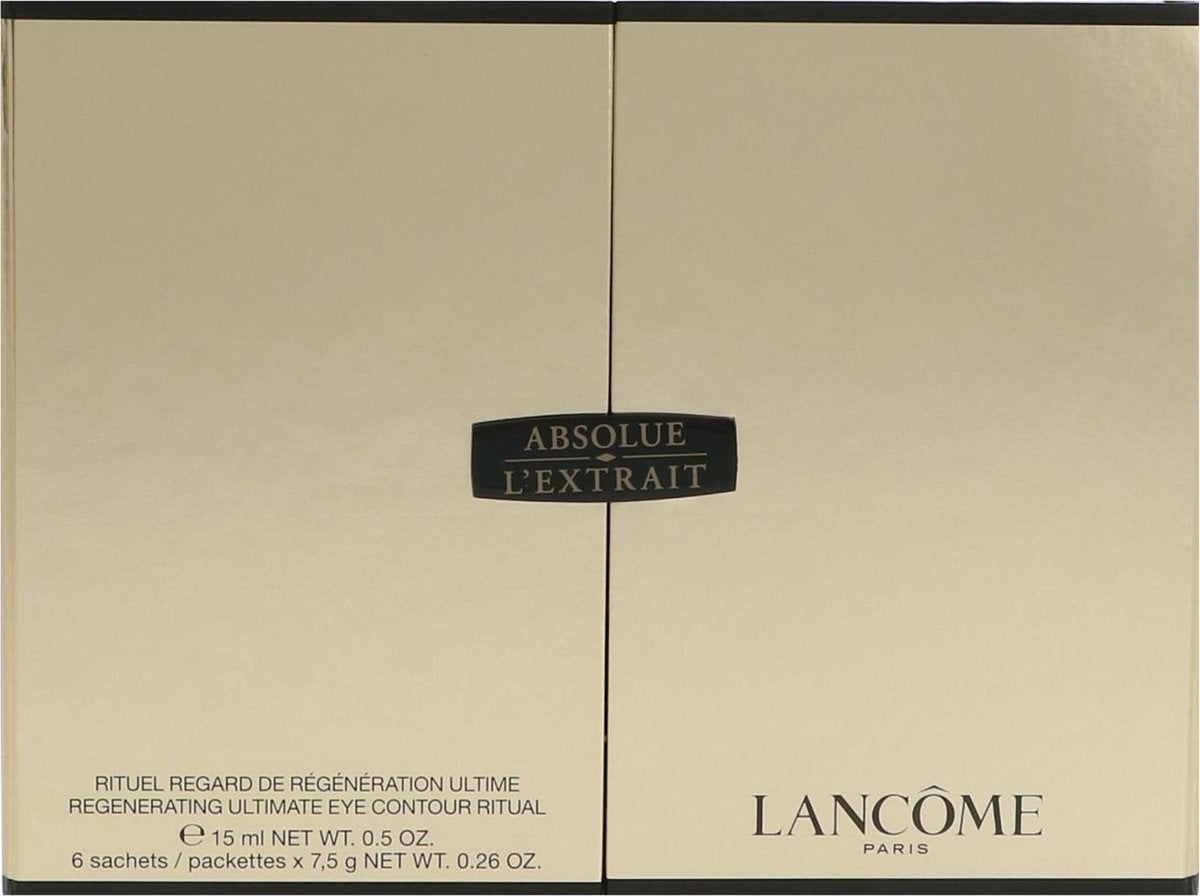 ABSOLUE
L'EXTRAIT
RITUEL REGARD DE RÉGÉNÉRATION ULTIME
REGENERATING ULTIMATE EYE CONTOUR RITUAL
℮ 15 ml NET WT. 0.5 OZ.
6 sachets / packettes x 7,5 g NET WT. 0.26 OZ.
LANCÔME
PARIS